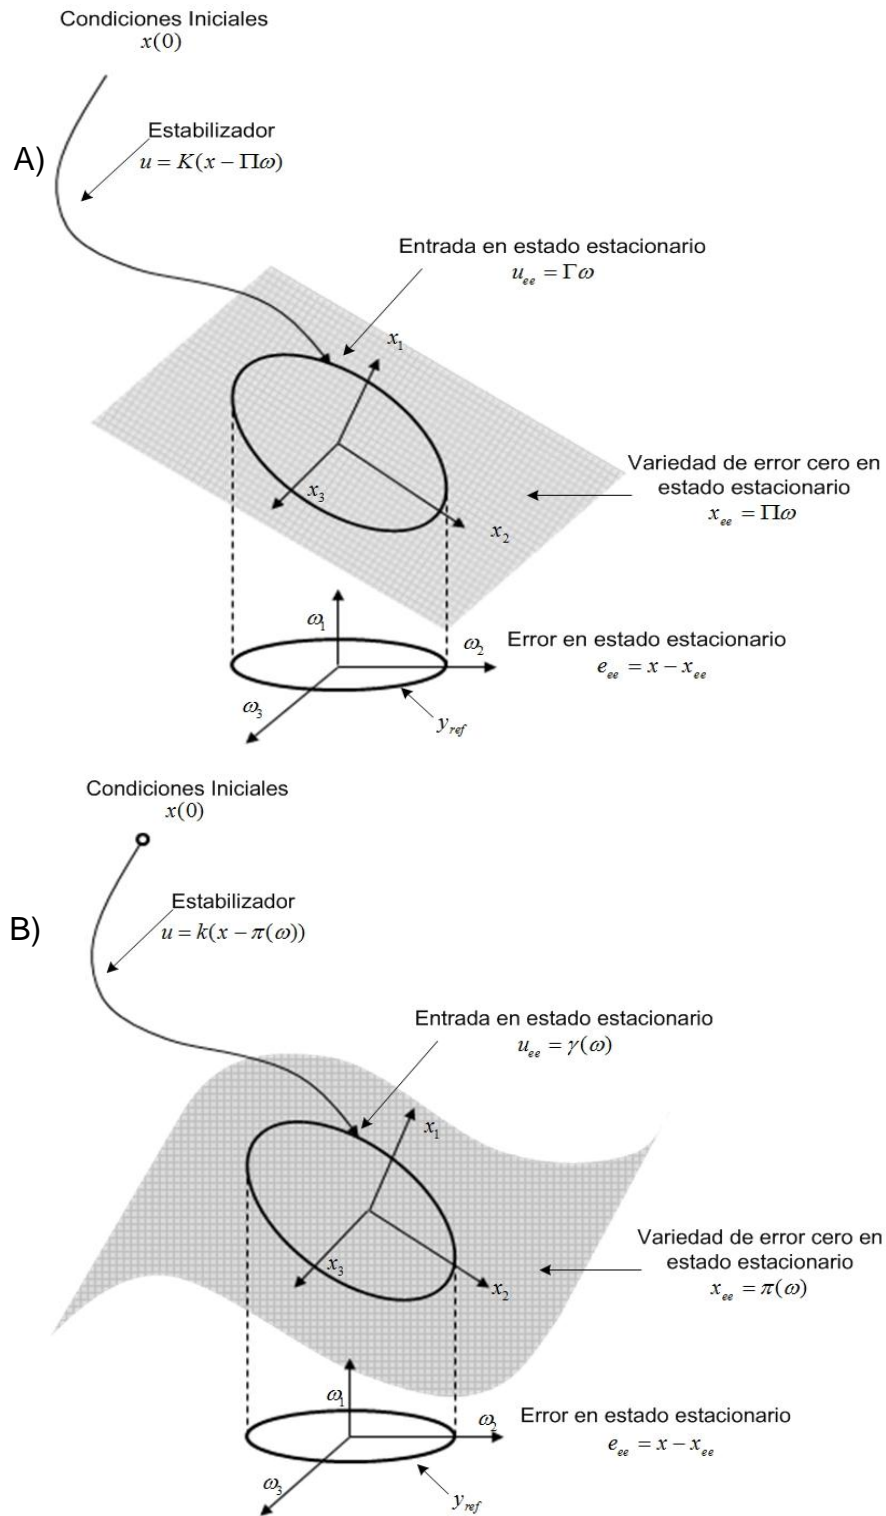 Condiciones Iniciales
x(0)
Estabilizador
A)
u = K(x − Πω)
Entrada en estado estacionario
u_ee = Γω
x_1
Variedad de error cero en
estado estacionario
x_ee = Πω
x_3
x_2
ω_1
ω_2
Error en estado estacionario
e_ee = x − x_ee
ω_3
y_ref
Condiciones Iniciales
x(0)
Estabilizador
B)
u = k(x − π(ω))
Entrada en estado estacionario
u_ee = γ(ω)
x_1
Variedad de error cero en
estado estacionario
x_ee = π(ω)
x_3
x_2
ω_1
ω_2
Error en estado estacionario
e_ee = x − x_ee
ω_3
y_ref